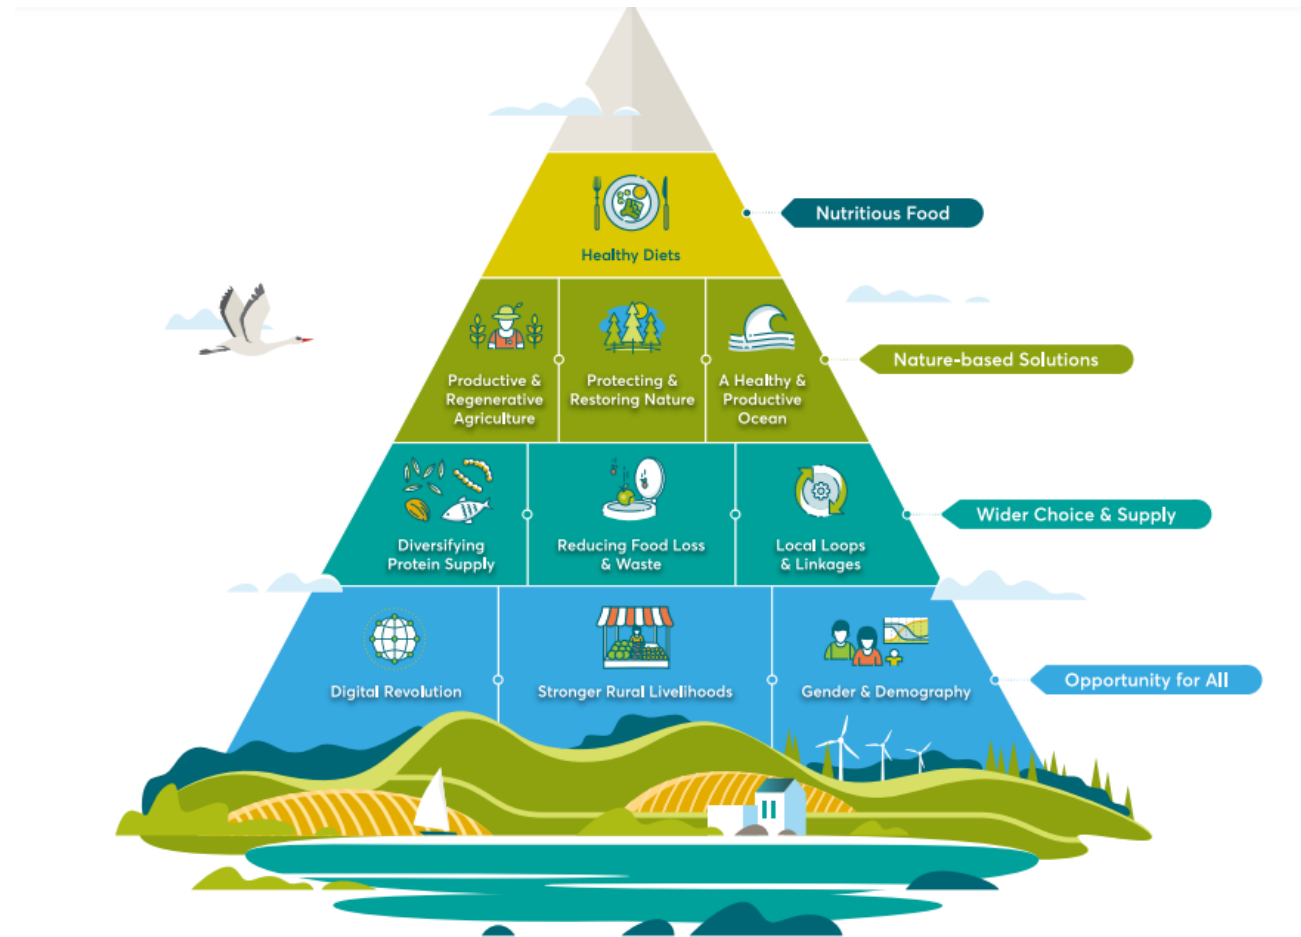 Healthy Diets
Nutritious Food
Productive &
Regenerative
Agriculture
Protecting &
Restoring Nature
A Healthy &
Productive
Ocean
Nature-based Solutions
Diversifying
Protein Supply
Reducing Food Loss
& Waste
Local Loops
& Linkages
Wider Choice & Supply
Digital Revolution
Stronger Rural Livelihoods
Gender & Demography
Opportunity for All